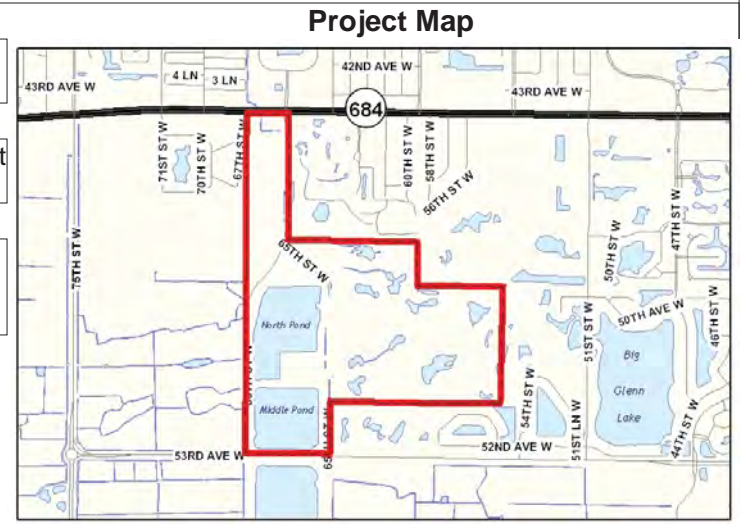 Project Map
t
42ND AVE W
4 LN
3 LN
43RD AVE W
43RD AVE W
684
71ST ST W
70TH ST W
67TH ST W
60TH ST W
58TH ST W
56TH ST W
47TH ST W
75TH ST W
65TH ST W
50TH ST W
50TH AVE W
46TH ST W
51ST ST W
North Pond
Big
Glenn
Lake
Middle Pond
54TH ST W
51ST LN W
52ND AVE W
44TH ST W
53RD AVE W